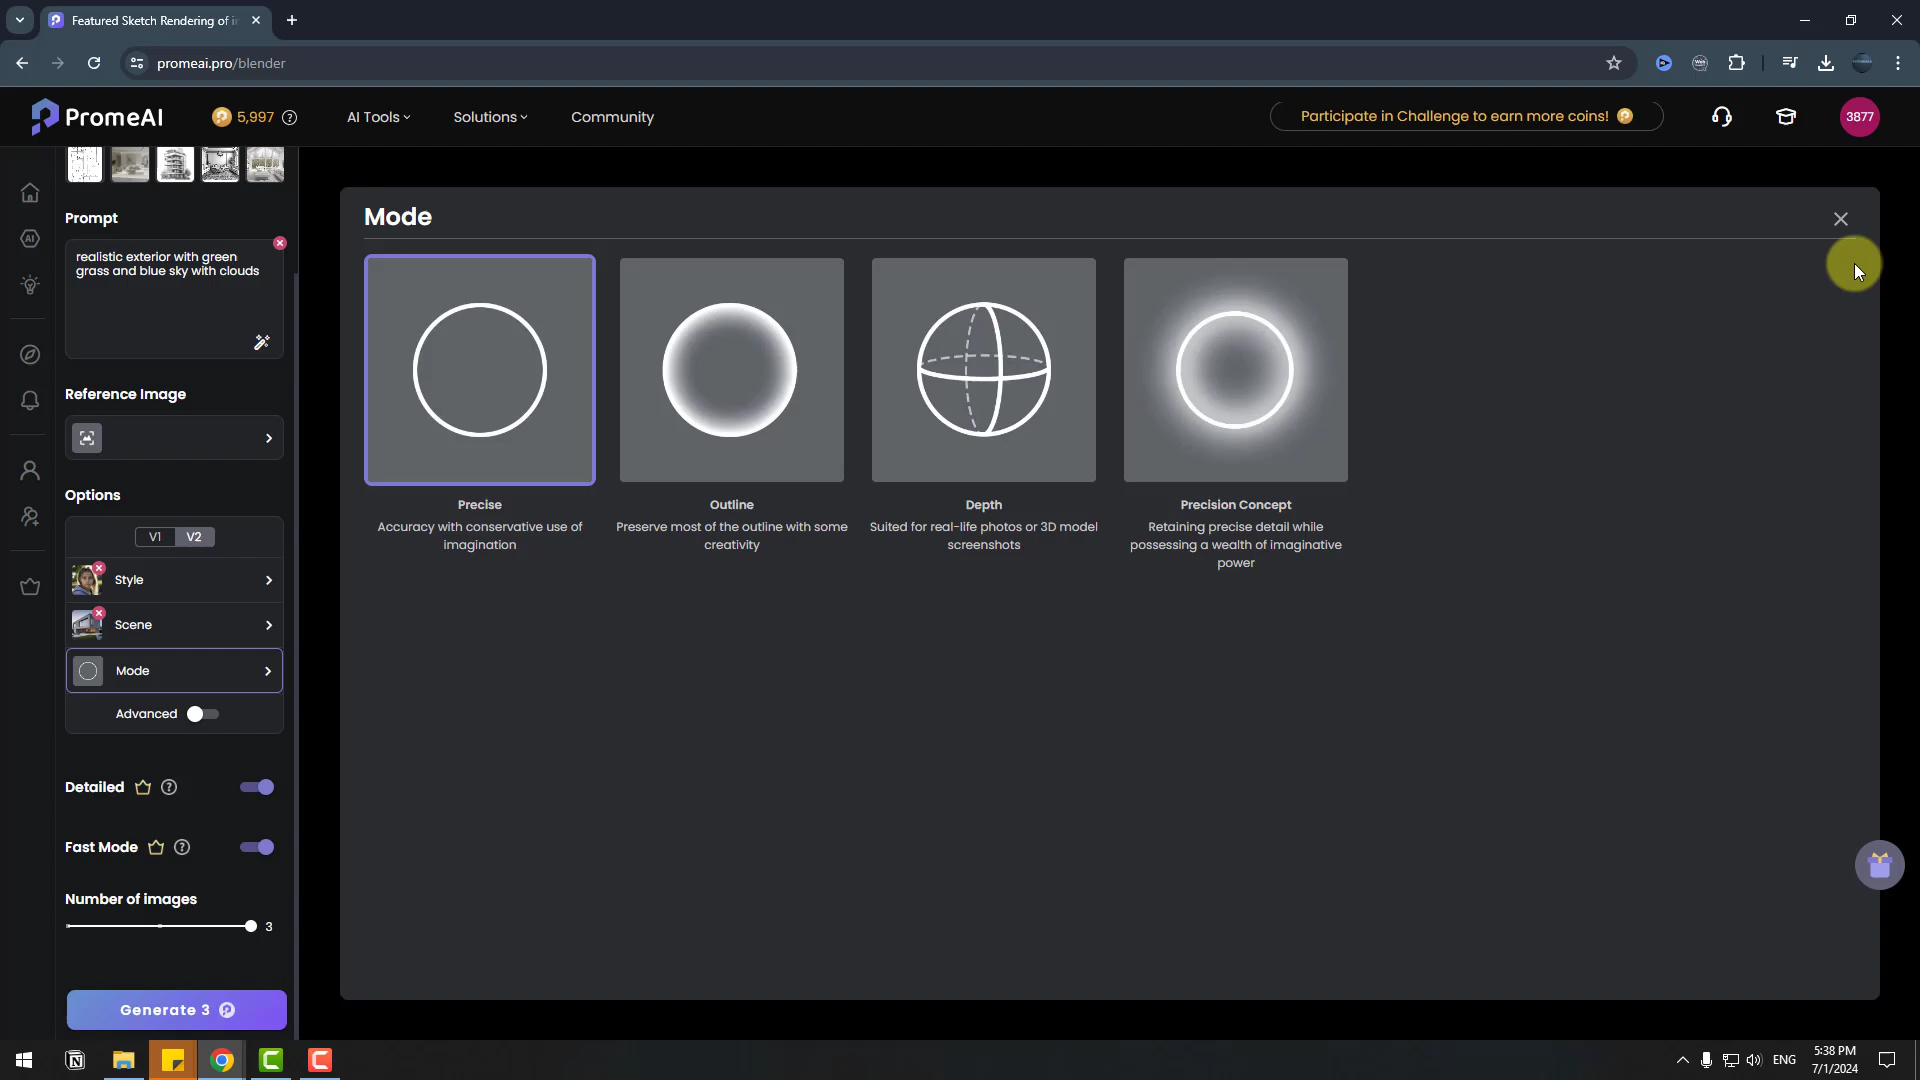 Featured Sketch Rendering of in
promeai.pro/blender
PromeAI
5,997
AI Tools
Solutions
Community
Participate in Challenge to earn more coins!
3877
Prompt
realistic exterior with green
grass and blue sky with clouds
Reference Image
Options
V1
V2
Style
Scene
Mode
Advanced
Detailed
Fast Mode
Number of images
3
Generate 3
Mode
Precise
Accuracy with conservative use of
imagination
Outline
Preserve most of the outline with some
creativity
Depth
Suited for real-life photos or 3D model
screenshots
Precision Concept
Retaining precise detail while
possessing a wealth of imaginative
power
ENG
5:38 PM
7/1/2024